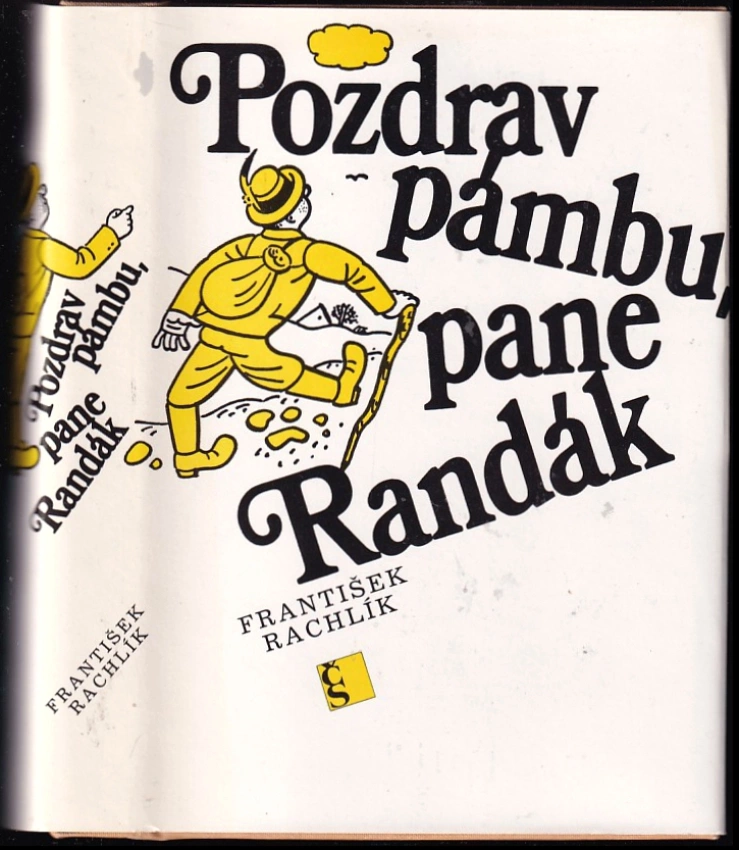 Pozdrav
pámbu,
pane
Randák
FRANTIŠEK
RACHLÍK
ČS
Pozdrav
pámbu,
pane
Randák
FRANTIŠEK
RACHLÍK